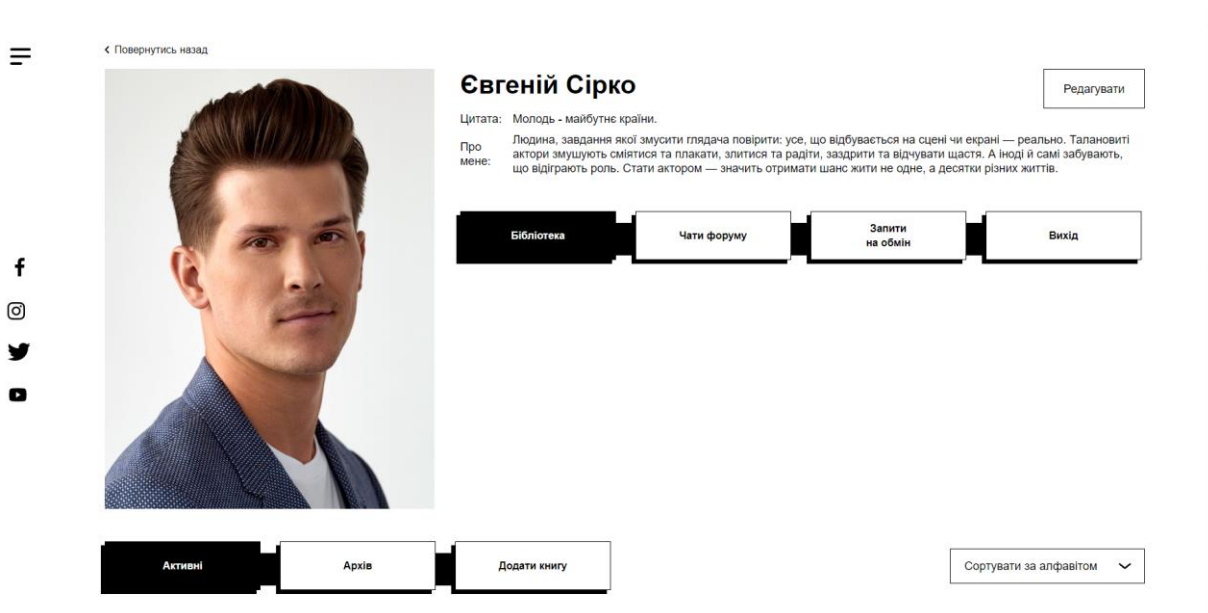 Повернутись назад
Євгеній Сірко
Редагувати
Цитата: Молодь - майбутнє країни.
Про мене:
Людина, завдання якої змусити глядача повірити: усе, що відбувається на сцені чи екрані — реально. Талановиті
актори змушують сміятися та плакати, злитися та радіти, заздрити та відчувати щастя. А іноді й самі забувають,
що відіграють роль. Стати актором — значить отримати шанс жити не одне, а десятки різних життів.
Бібліотека
Чати форуму
Запити
на обмін
Вихід
Активні
Архів
Додати книгу
Сортувати за алфавітом